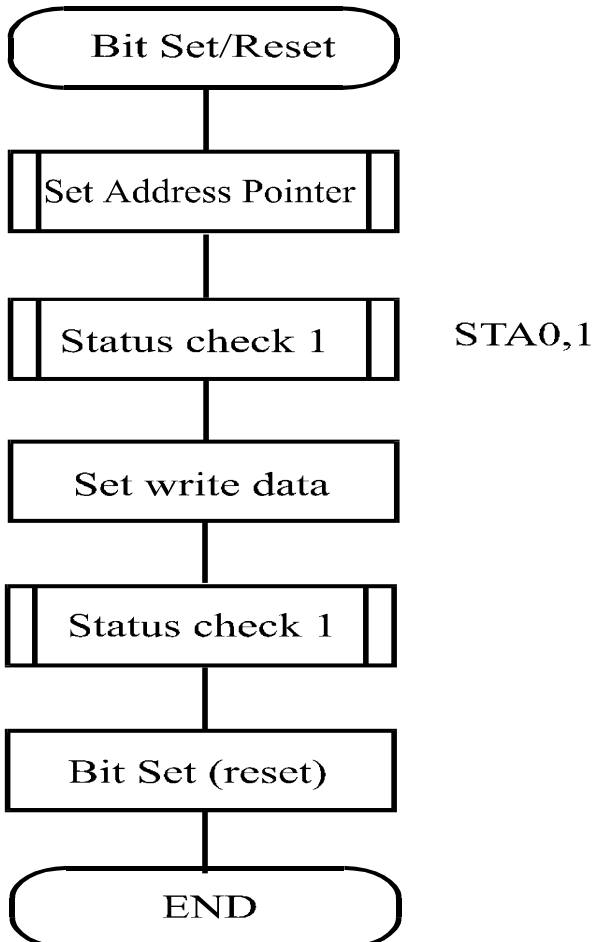 Bit Set/Reset
Set Address Pointer
Status check 1
STA0,1
Set write data
Status check 1
Bit Set (reset)
END